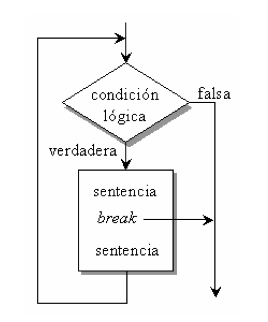 condición
lógica
falsa
verdadera
sentencia
break
sentencia